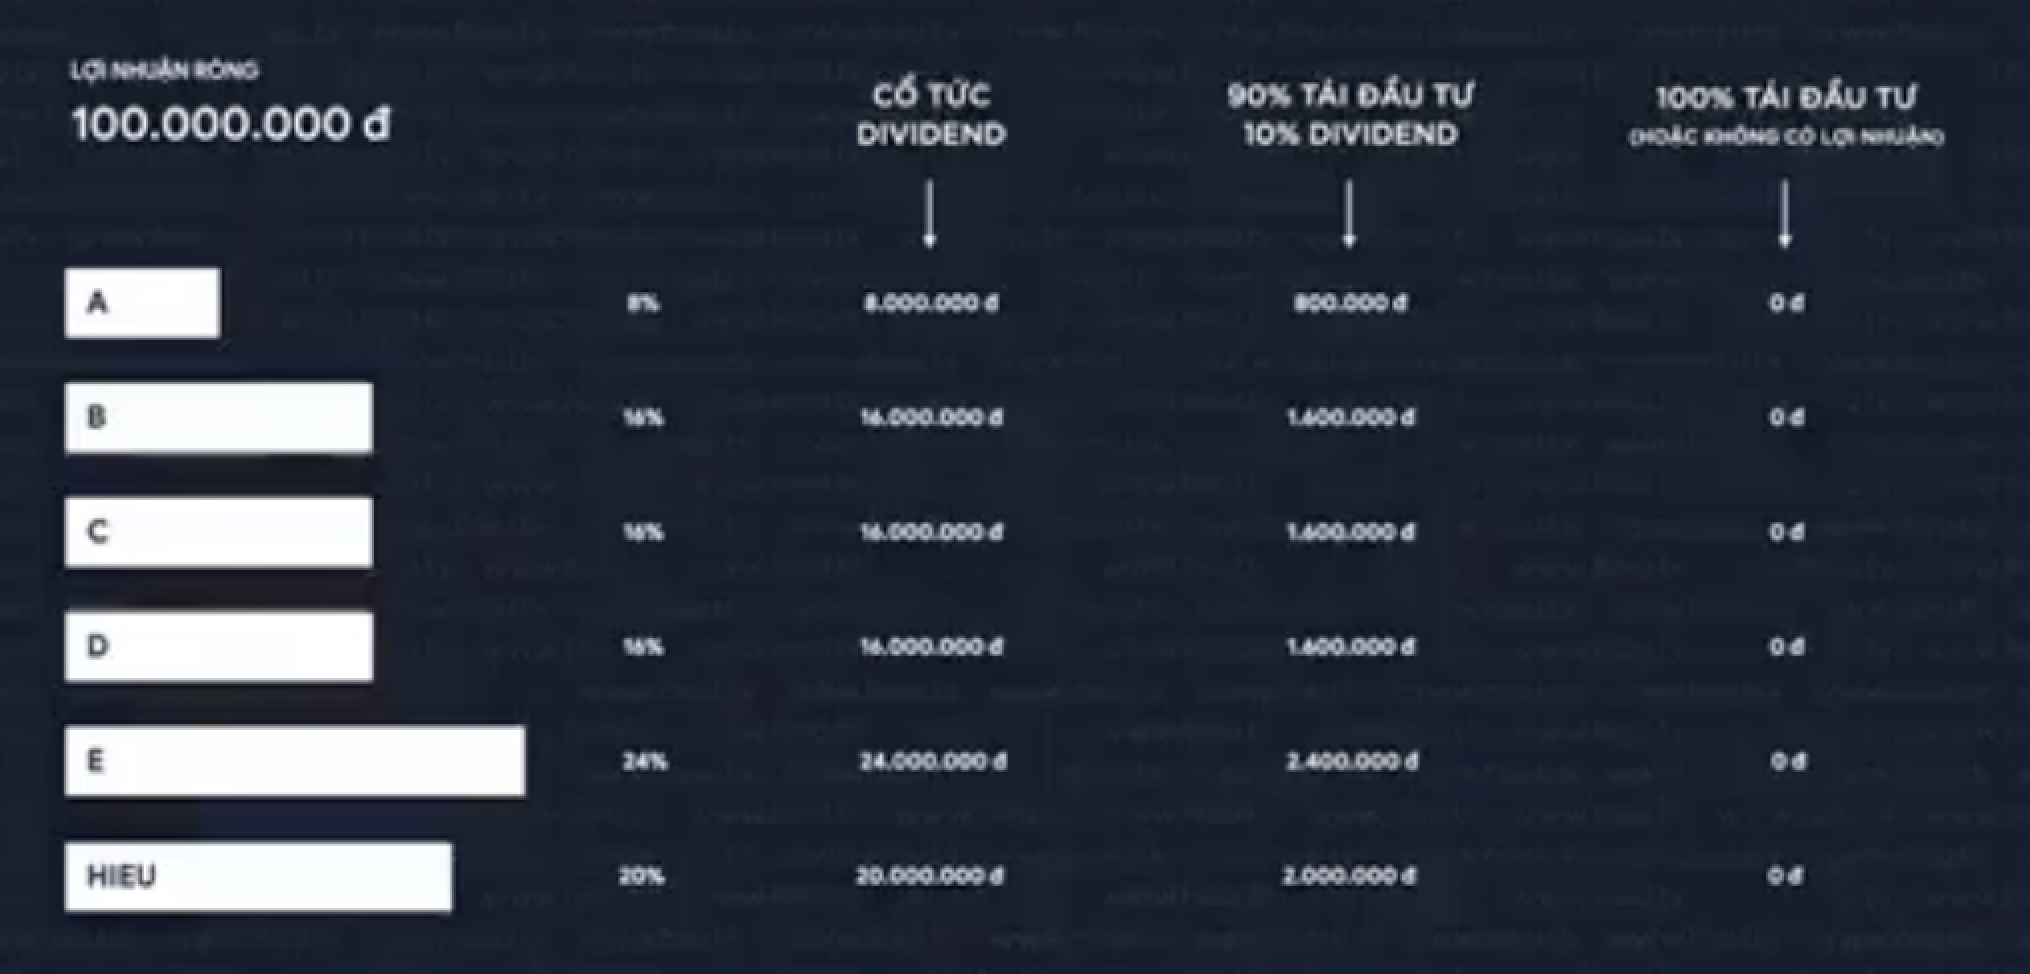 LỢI NHUẬN RÒNG
100.000.000 đ
CỔ TỨC
DIVIDEND
90% TÁI ĐẦU TƯ
10% DIVIDEND
100% TÁI ĐẦU TƯ
(HOẶC KHÔNG CÓ LỢI NHUẬN)
A 8% 8.000.000 đ 800.000 đ 0 đ
B 16% 16.000.000 đ 1.600.000 đ 0 đ
C 16% 16.000.000 đ 1.600.000 đ 0 đ
D 16% 16.000.000 đ 1.600.000 đ 0 đ
E 24% 24.000.000 đ 2.400.000 đ 0 đ
HIEU 20% 20.000.000 đ 2.000.000 đ 0 đ